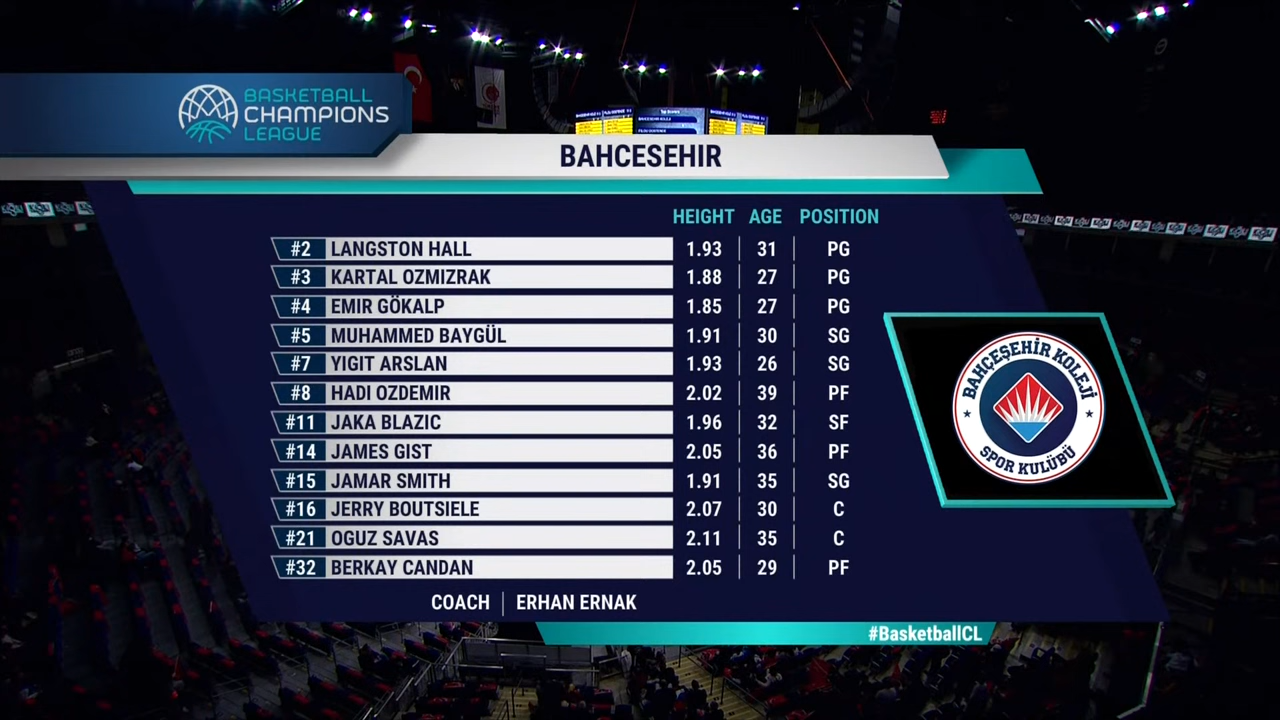 BASKETBALL
CHAMPIONS
LEAGUE
BAHCESEHIR
HEIGHT AGE POSITION
#2 LANGSTON HALL 1.93 31 PG
#3 KARTAL OZMIZRAK 1.88 27 PG
#4 EMIR GÖKALP 1.85 27 PG
#5 MUHAMMED BAYGÜL 1.91 30 SG
#7 YIGIT ARSLAN 1.93 26 SG
#8 HADI OZDEMIR 2.02 39 PF
#11 JAKA BLAZIC 1.96 32 SF
#14 JAMES GIST 2.05 36 PF
#15 JAMAR SMITH 1.91 35 SG
#16 JERRY BOUTSIELE 2.07 30 C
#21 OGUZ SAVAS 2.11 35 C
#32 BERKAY CANDAN 2.05 29 PF
COACH ERHAN ERNAK
BAHÇEŞEHİR KOLEJİ
SPOR KULÜBÜ
#BasketballCL